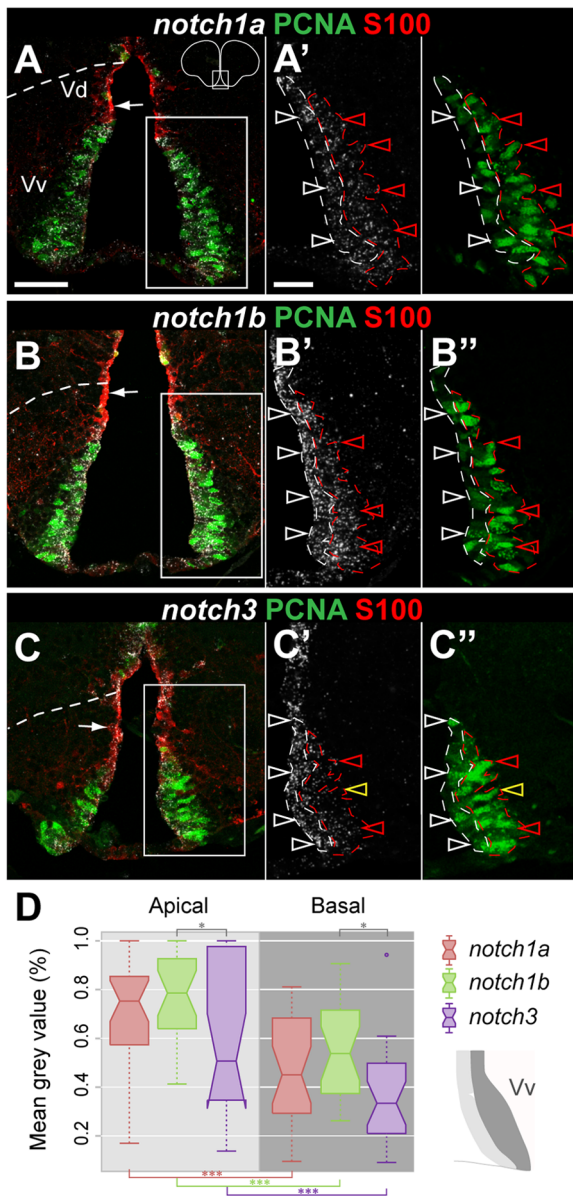 notch1a PCNA S100
A
Vd
Vv
A'
notch1b PCNA S100
B
B'
B"
notch3 PCNA S100
C
C'
C"
D
Apical
Basal
*
*
Mean grey value (%)
1.0
0.8
0.6
0.4
0.2
***
***
***
notch1a
notch1b
notch3
Vv